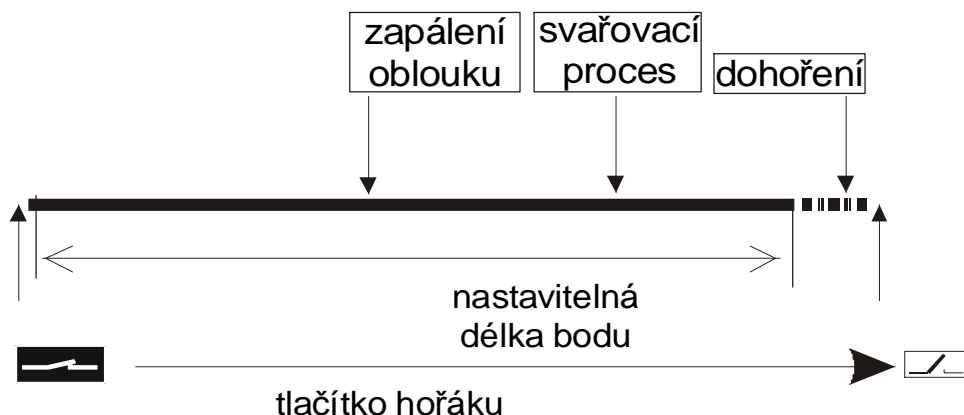 zapálení
oblouku
svařovací
proces
dohoření
nastavitelná
délka bodu
tlačítko hořáku